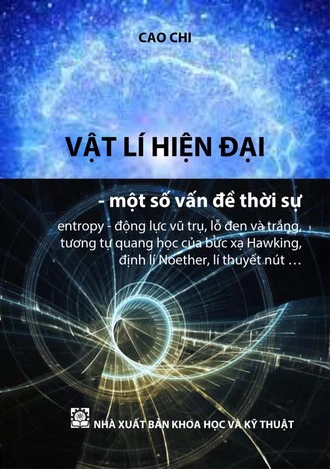 CAO CHI
VẬT LÍ HIỆN ĐẠI
- một số vấn đề thời sự
entropy - động lực vũ trụ, lỗ đen và trắng,
tương tự quang học của bức xạ Hawking,
định lí Noether, lí thuyết nút ...
NHÀ XUẤT BẢN KHOA HỌC VÀ KỸ THUẬT